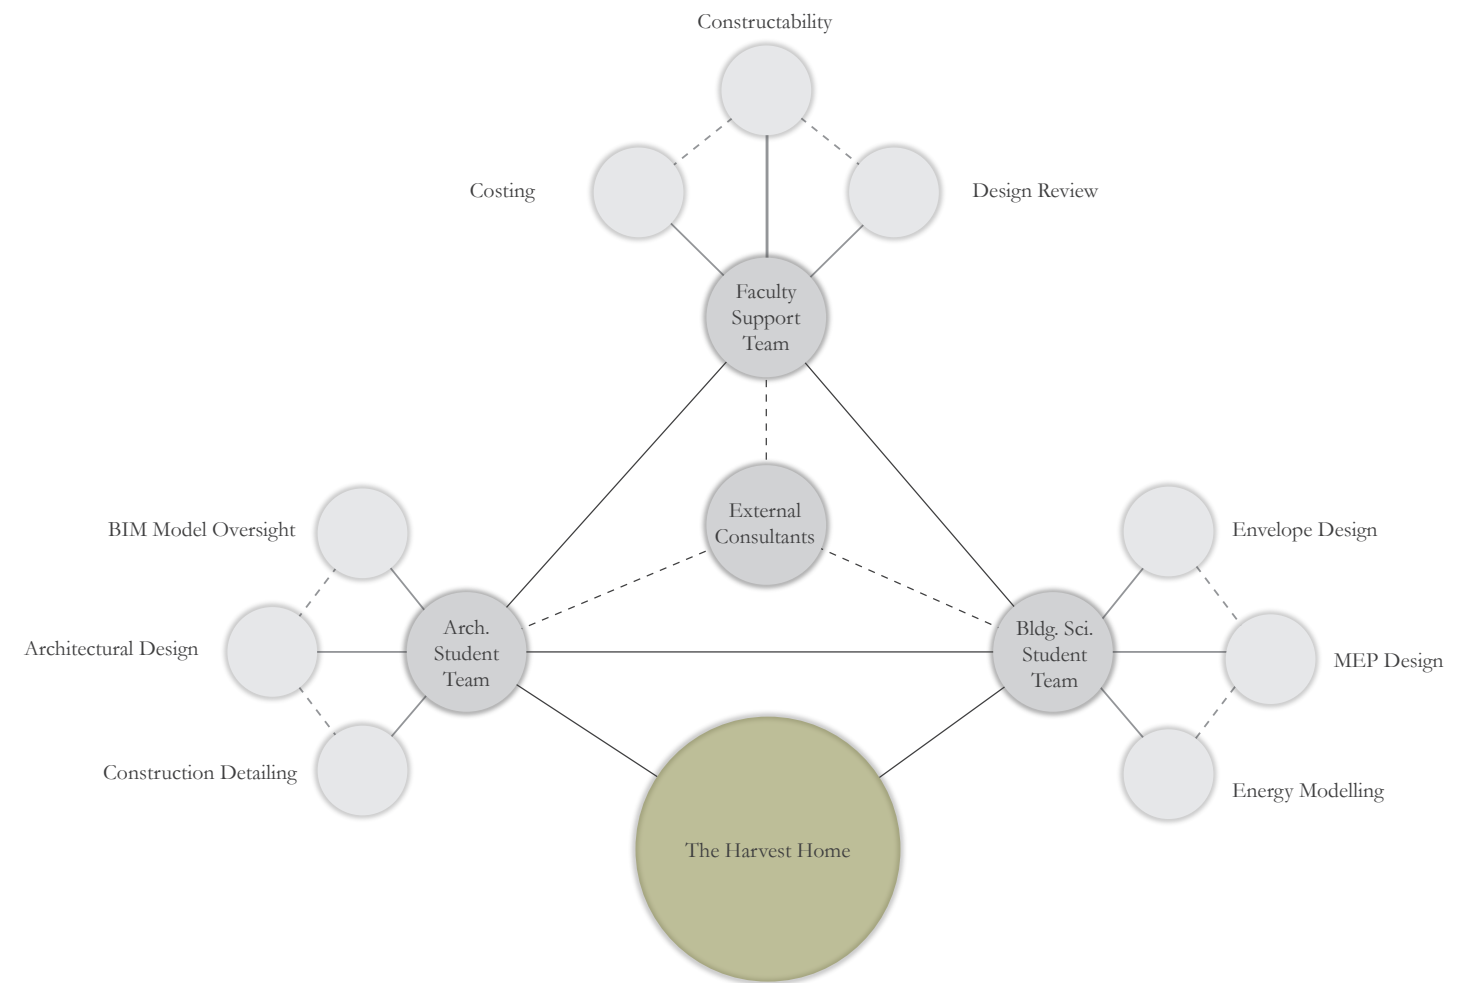 Constructability
Costing
Design Review
Faculty
Support
Team
External
Consultants
BIM Model Oversight
Envelope Design
Arch.
Student
Team
Bldg. Sci.
Student
Team
Architectural Design
MEP Design
Construction Detailing
Energy Modelling
The Harvest Home